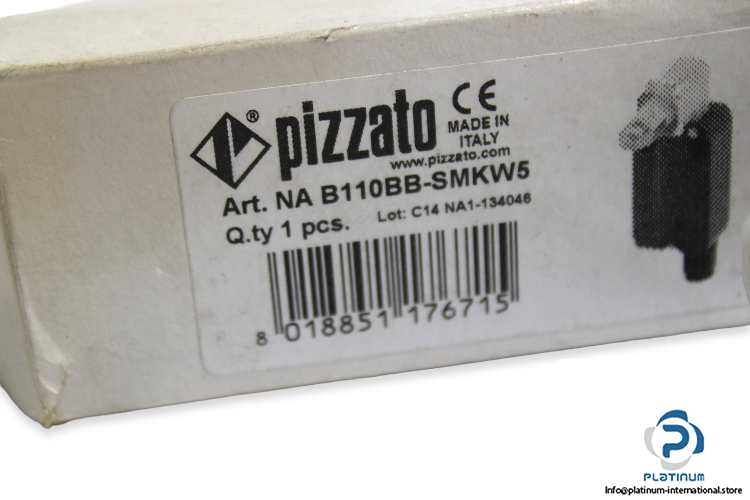 ®
pizzato CE
MADE IN
ITALY
www.pizzato.com
Art. NA B110BB-SMKW5
Q.ty 1 pcs. Lot: C14 NA1-134046
8 018851 176715
PLATINUM
Info@platinum-international.store